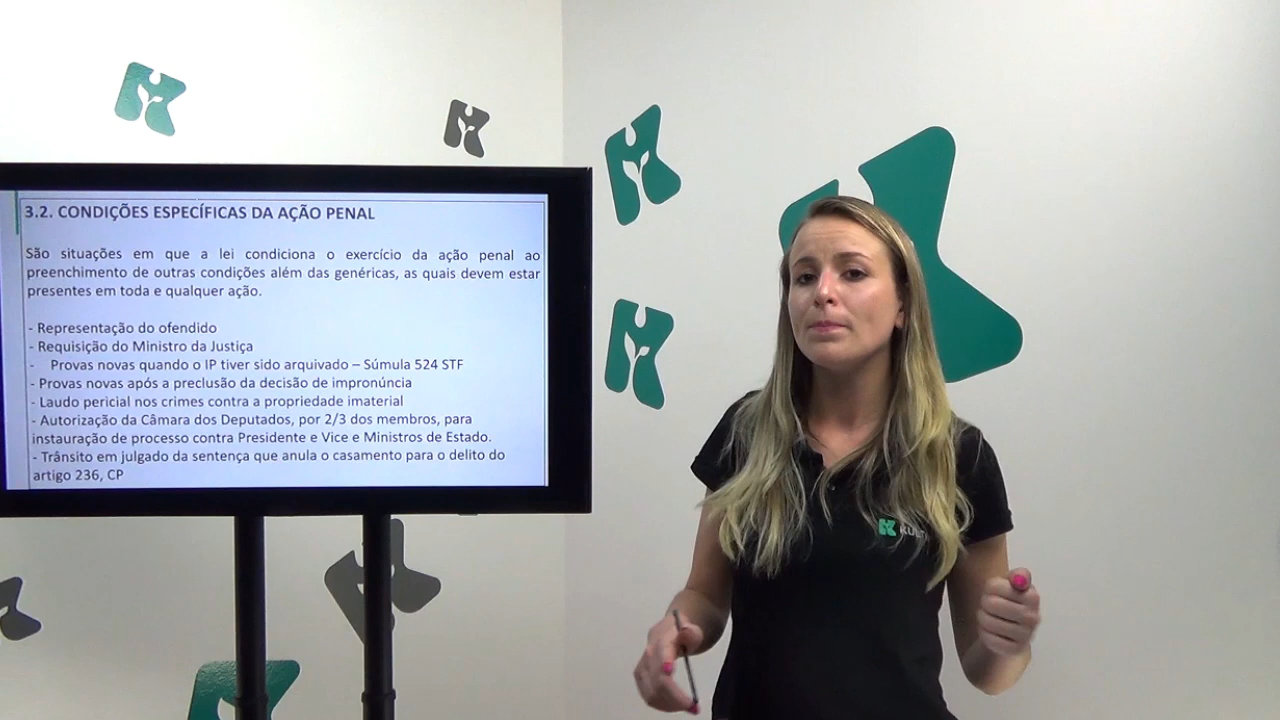 3.2. CONDIÇÕES ESPECÍFICAS DA AÇÃO PENAL
São situações em que a lei condiciona o exercício da ação penal ao
preenchimento de outras condições além das genéricas, as quais devem estar
presentes em toda e qualquer ação.
- Representação do ofendido
- Requisição do Ministro da Justiça
- Provas novas quando o IP tiver sido arquivado – Súmula 524 STF
- Provas novas após a preclusão da decisão de impronúncia
- Laudo pericial nos crimes contra a propriedade imaterial
- Autorização da Câmara dos Deputados, por 2/3 dos membros, para
instauração de processo contra Presidente e Vice e Ministros de Estado.
- Trânsito em julgado da sentença que anula o casamento para o delito do
artigo 236, CP